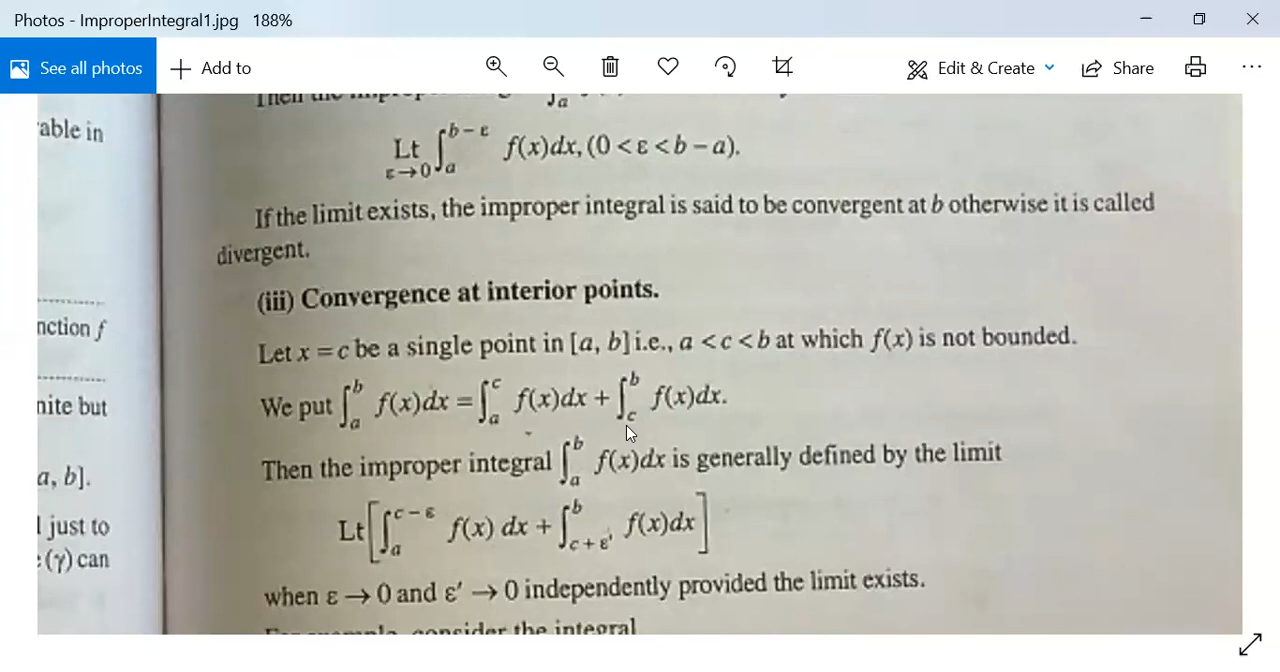 Photos - ImproperIntegral1.jpg 188%
See all photos
Add to
Edit & Create
Share
able in
Lt ∫_a^{b−ε} f(x)dx, (0 < ε < b − a).
ε→0
If the limit exists, the improper integral is said to be convergent at b otherwise it is called
divergent.
(iii) Convergence at interior points.
nction f
Let x = c be a single point in [a, b] i.e., a < c < b at which f(x) is not bounded.
nite but
We put ∫_a^b f(x)dx = ∫_a^c f(x)dx + ∫_c^b f(x)dx.
a, b].
Then the improper integral ∫_a^b f(x)dx is generally defined by the limit
l just to
Lt[∫_a^{c−ε} f(x) dx + ∫_{c+ε'}^b f(x)dx]
(γ) can
when ε → 0 and ε′ → 0 independently provided the limit exists.
consider the integral